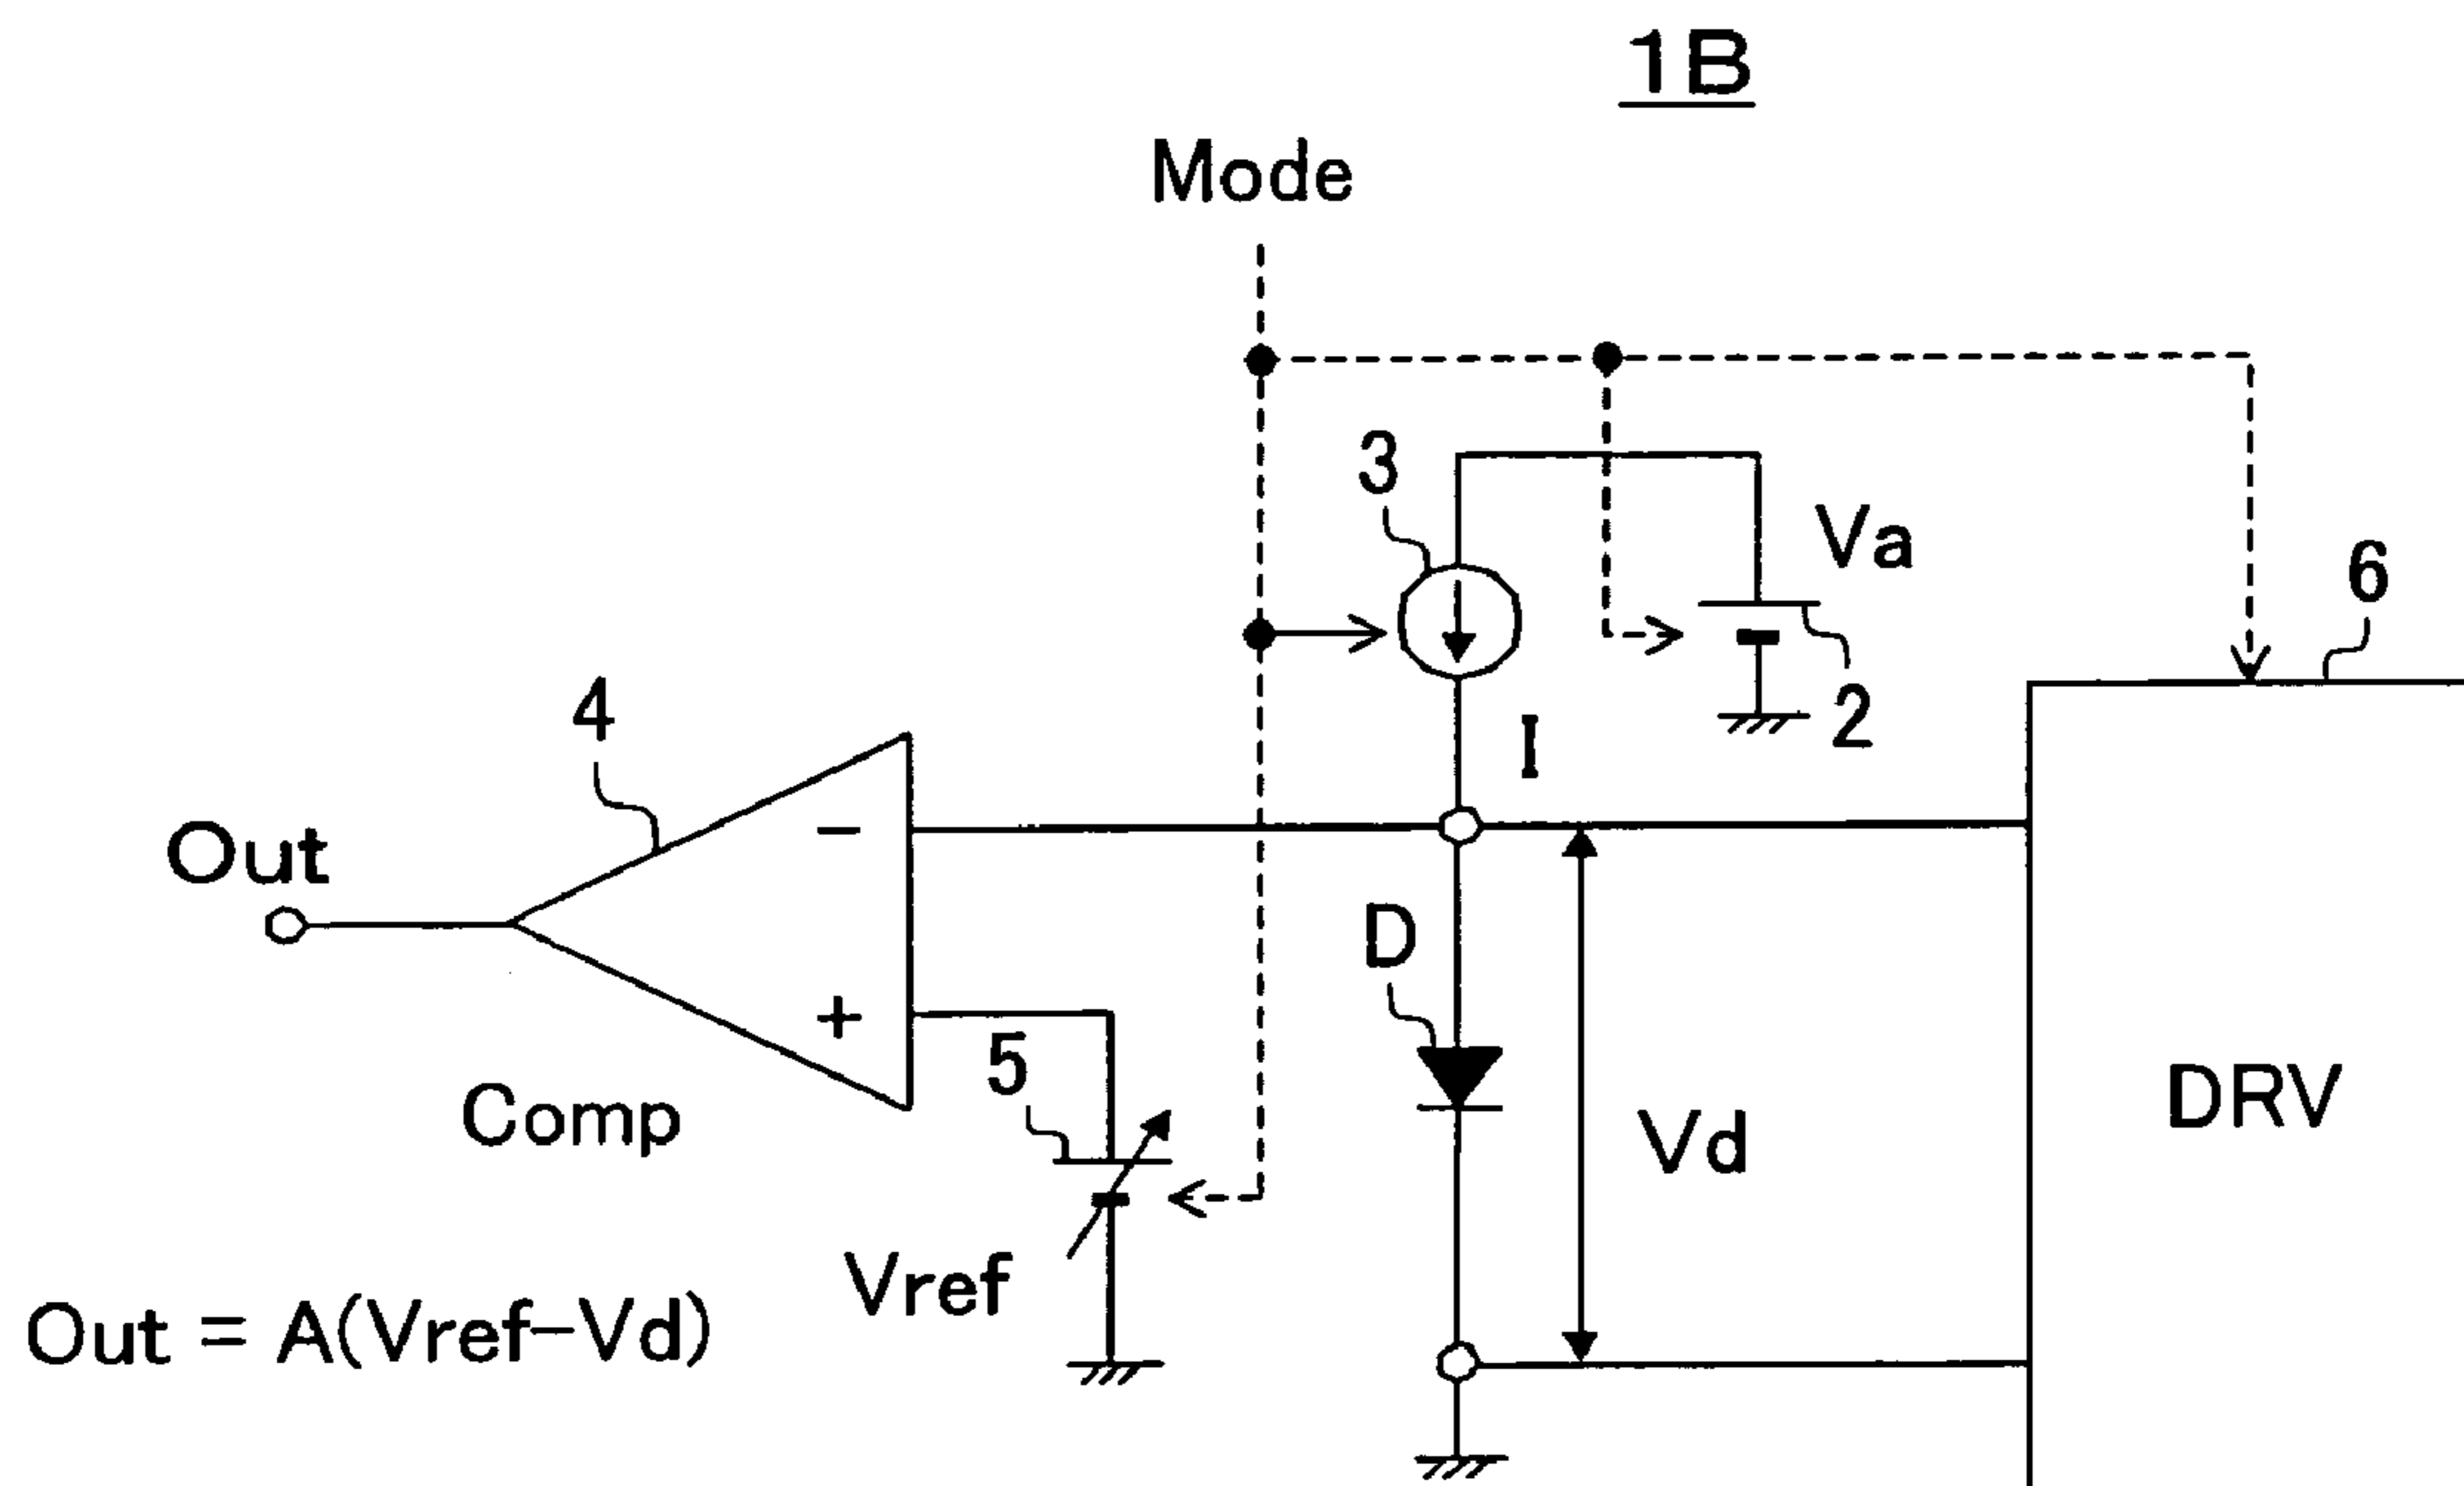 1B
Mode
3
Va
6
4
2
I
Out
−
D
+
5
DRV
Comp
Vd
Vref
Out = A(Vref−Vd)